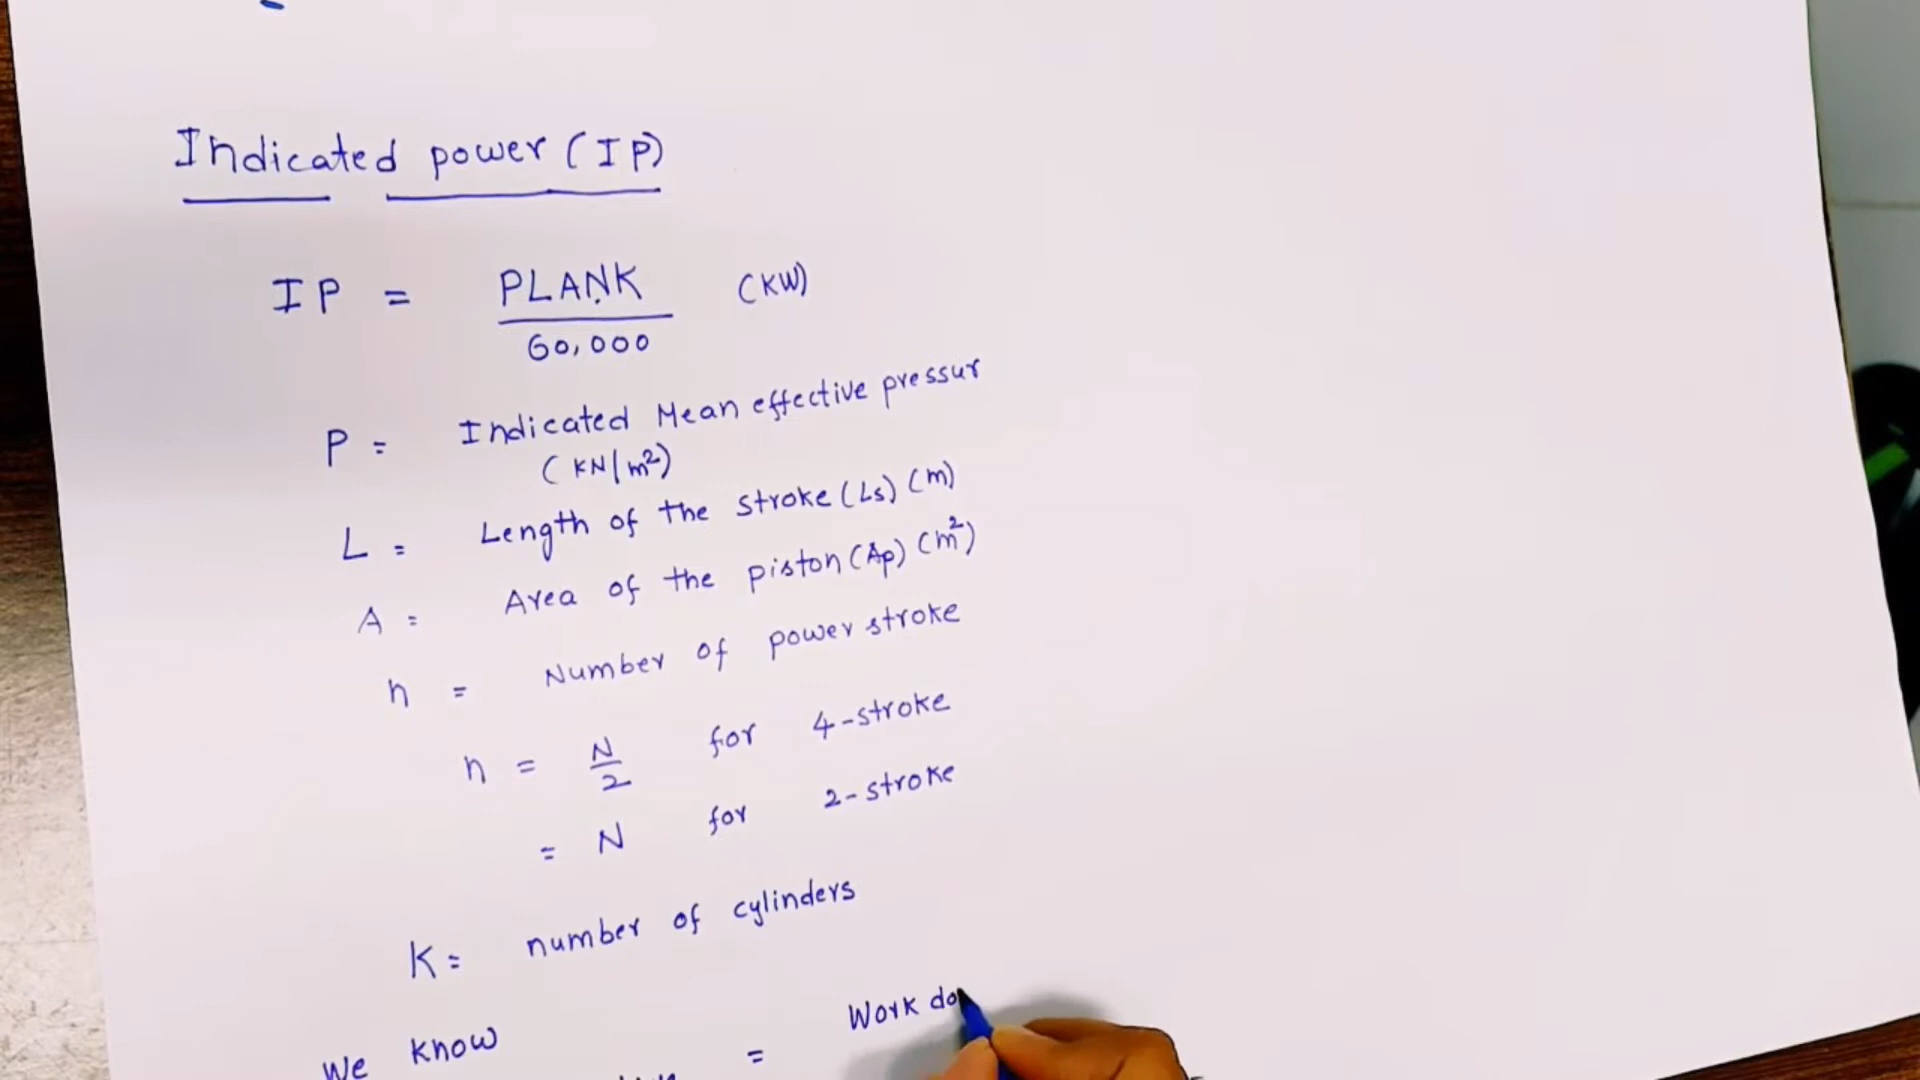 Indicated power (IP)
IP = PLANK / 60,000 (KW)
P = Indicated Mean effective pressur
(KN/m²)
L = Length of the stroke (Ls) (m)
A = Area of the piston (Ap) (m²)
n = Number of power stroke
n = N/2 for 4-stroke
= N for 2-stroke
K = number of cylinders
We know
= Work do